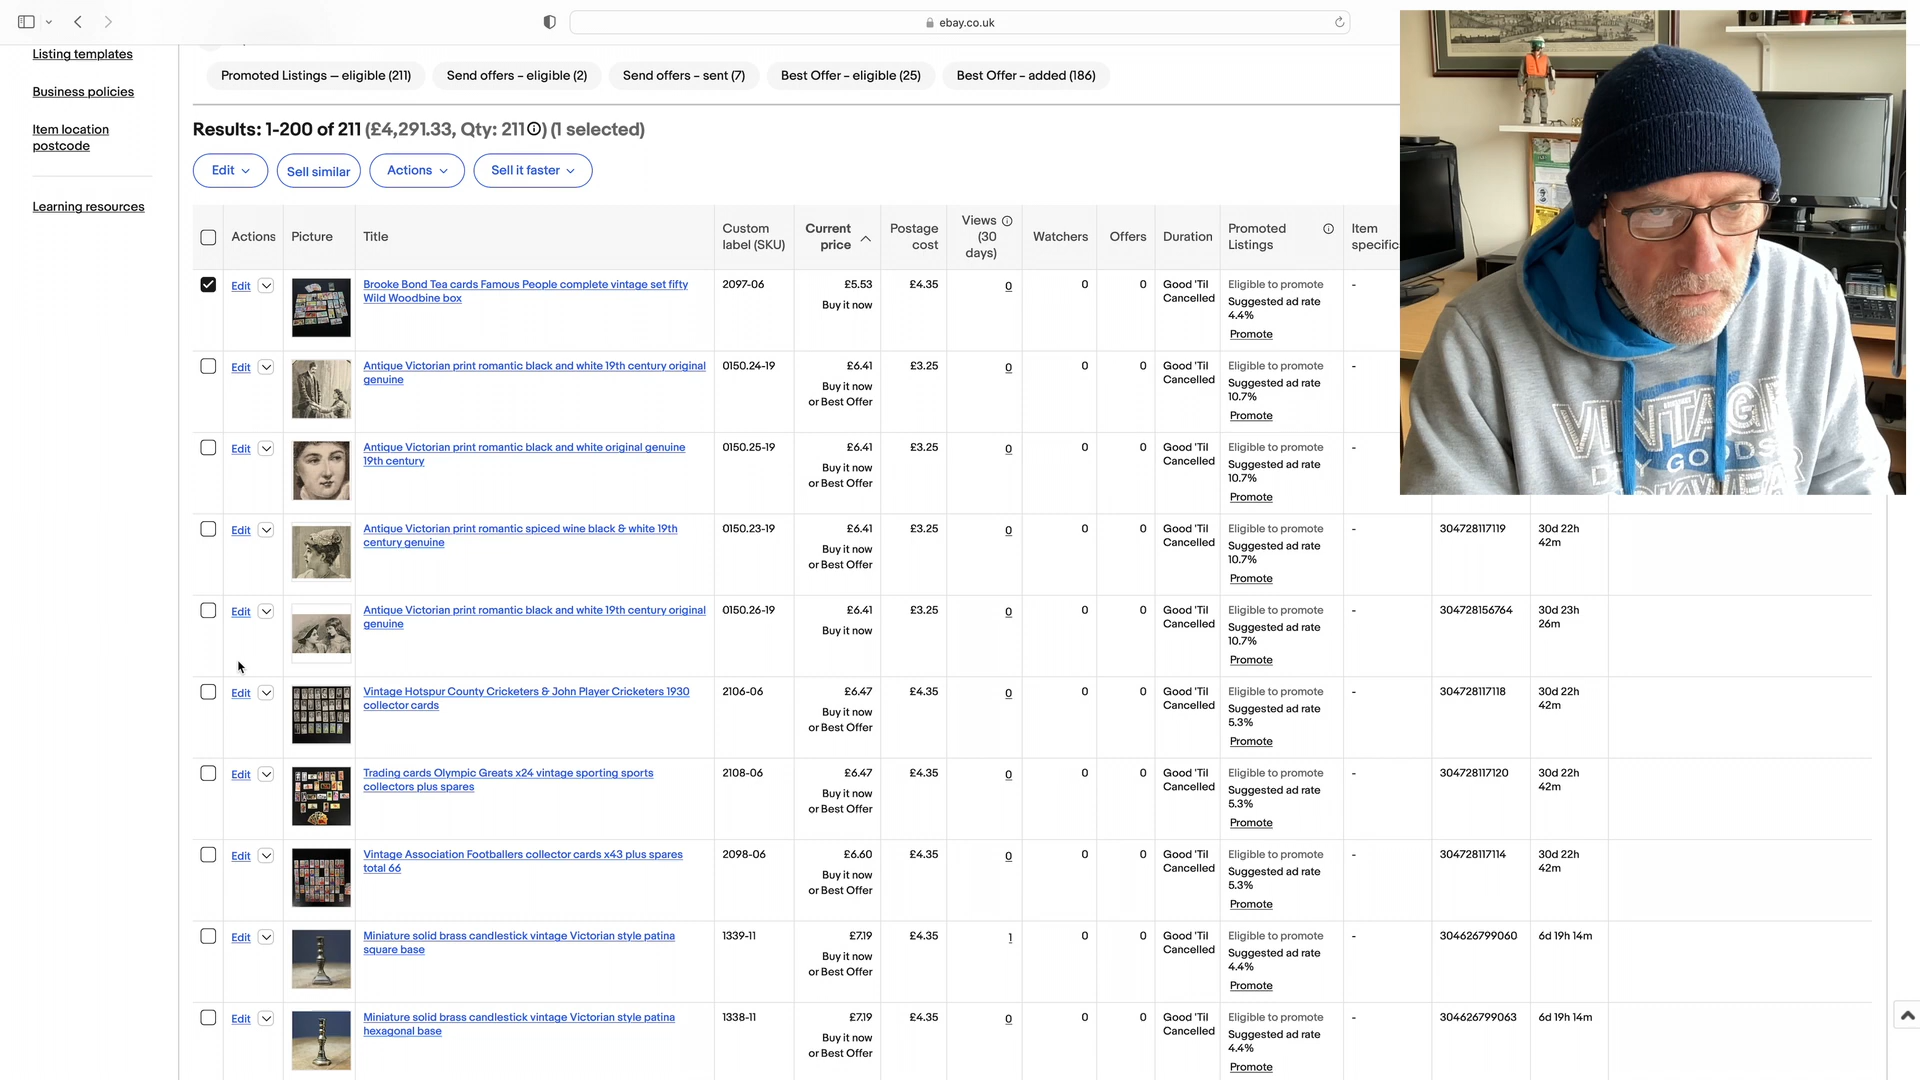 ebay.co.uk
Listing templates
Business policies
Item location
postcode
Learning resources
Promoted Listings – eligible (211)
Send offers – eligible (2)
Send offers – sent (7)
Best Offer – eligible (25)
Best Offer – added (186)
Results: 1-200 of 211 (£4,291.33, Qty: 211) (1 selected)
Edit
Sell similar
Actions
Sell it faster
Actions
Picture
Title
Custom
label (SKU)
Current
price
Postage
cost
Views
(30
days)
Watchers
Offers
Duration
Promoted
Listings
Item
specific
Edit
Brooke Bond Tea cards Famous People complete vintage set fifty
Wild Woodbine box
2097-06
£5.53
Buy it now
£4.35
0
0
0
Good 'Til
Cancelled
Eligible to promote
Suggested ad rate
4.4%
Promote
-
Edit
Antique Victorian print romantic black and white 19th century original
genuine
0150.24-19
£6.41
Buy it now
or Best Offer
£3.25
0
0
0
Good 'Til
Cancelled
Eligible to promote
Suggested ad rate
10.7%
Promote
-
Edit
Antique Victorian print romantic black and white original genuine
19th century
0150.25-19
£6.41
Buy it now
or Best Offer
£3.25
0
0
0
Good 'Til
Cancelled
Eligible to promote
Suggested ad rate
10.7%
Promote
-
Edit
Antique Victorian print romantic spiced wine black & white 19th
century genuine
0150.23-19
£6.41
Buy it now
or Best Offer
£3.25
0
0
0
Good 'Til
Cancelled
Eligible to promote
Suggested ad rate
10.7%
Promote
-
304728117119
30d 22h
42m
Edit
Antique Victorian print romantic black and white 19th century original
genuine
0150.26-19
£6.41
Buy it now
£3.25
0
0
0
Good 'Til
Cancelled
Eligible to promote
Suggested ad rate
10.7%
Promote
-
304728156764
30d 23h
26m
Edit
Vintage Hotspur County Cricketers & John Player Cricketers 1930
collector cards
2106-06
£6.47
Buy it now
or Best Offer
£4.35
0
0
0
Good 'Til
Cancelled
Eligible to promote
Suggested ad rate
5.3%
Promote
-
304728117118
30d 22h
42m
Edit
Trading cards Olympic Greats x24 vintage sporting sports
collectors plus spares
2108-06
£6.47
Buy it now
or Best Offer
£4.35
0
0
0
Good 'Til
Cancelled
Eligible to promote
Suggested ad rate
5.3%
Promote
-
304728117120
30d 22h
42m
Edit
Vintage Association Footballers collector cards x43 plus spares
total 66
2098-06
£6.60
Buy it now
or Best Offer
£4.35
0
0
0
Good 'Til
Cancelled
Eligible to promote
Suggested ad rate
5.3%
Promote
-
304728117114
30d 22h
42m
Edit
Miniature solid brass candlestick vintage Victorian style patina
square base
1339-11
£7.19
Buy it now
or Best Offer
£4.35
1
0
0
Good 'Til
Cancelled
Eligible to promote
Suggested ad rate
4.4%
Promote
-
304626799060
6d 19h 14m
Edit
Miniature solid brass candlestick vintage Victorian style patina
hexagonal base
1338-11
£7.19
Buy it now
or Best Offer
£4.35
0
0
0
Good 'Til
Cancelled
Eligible to promote
Suggested ad rate
4.4%
Promote
-
304626799063
6d 19h 14m
VINTAGE
GOODS